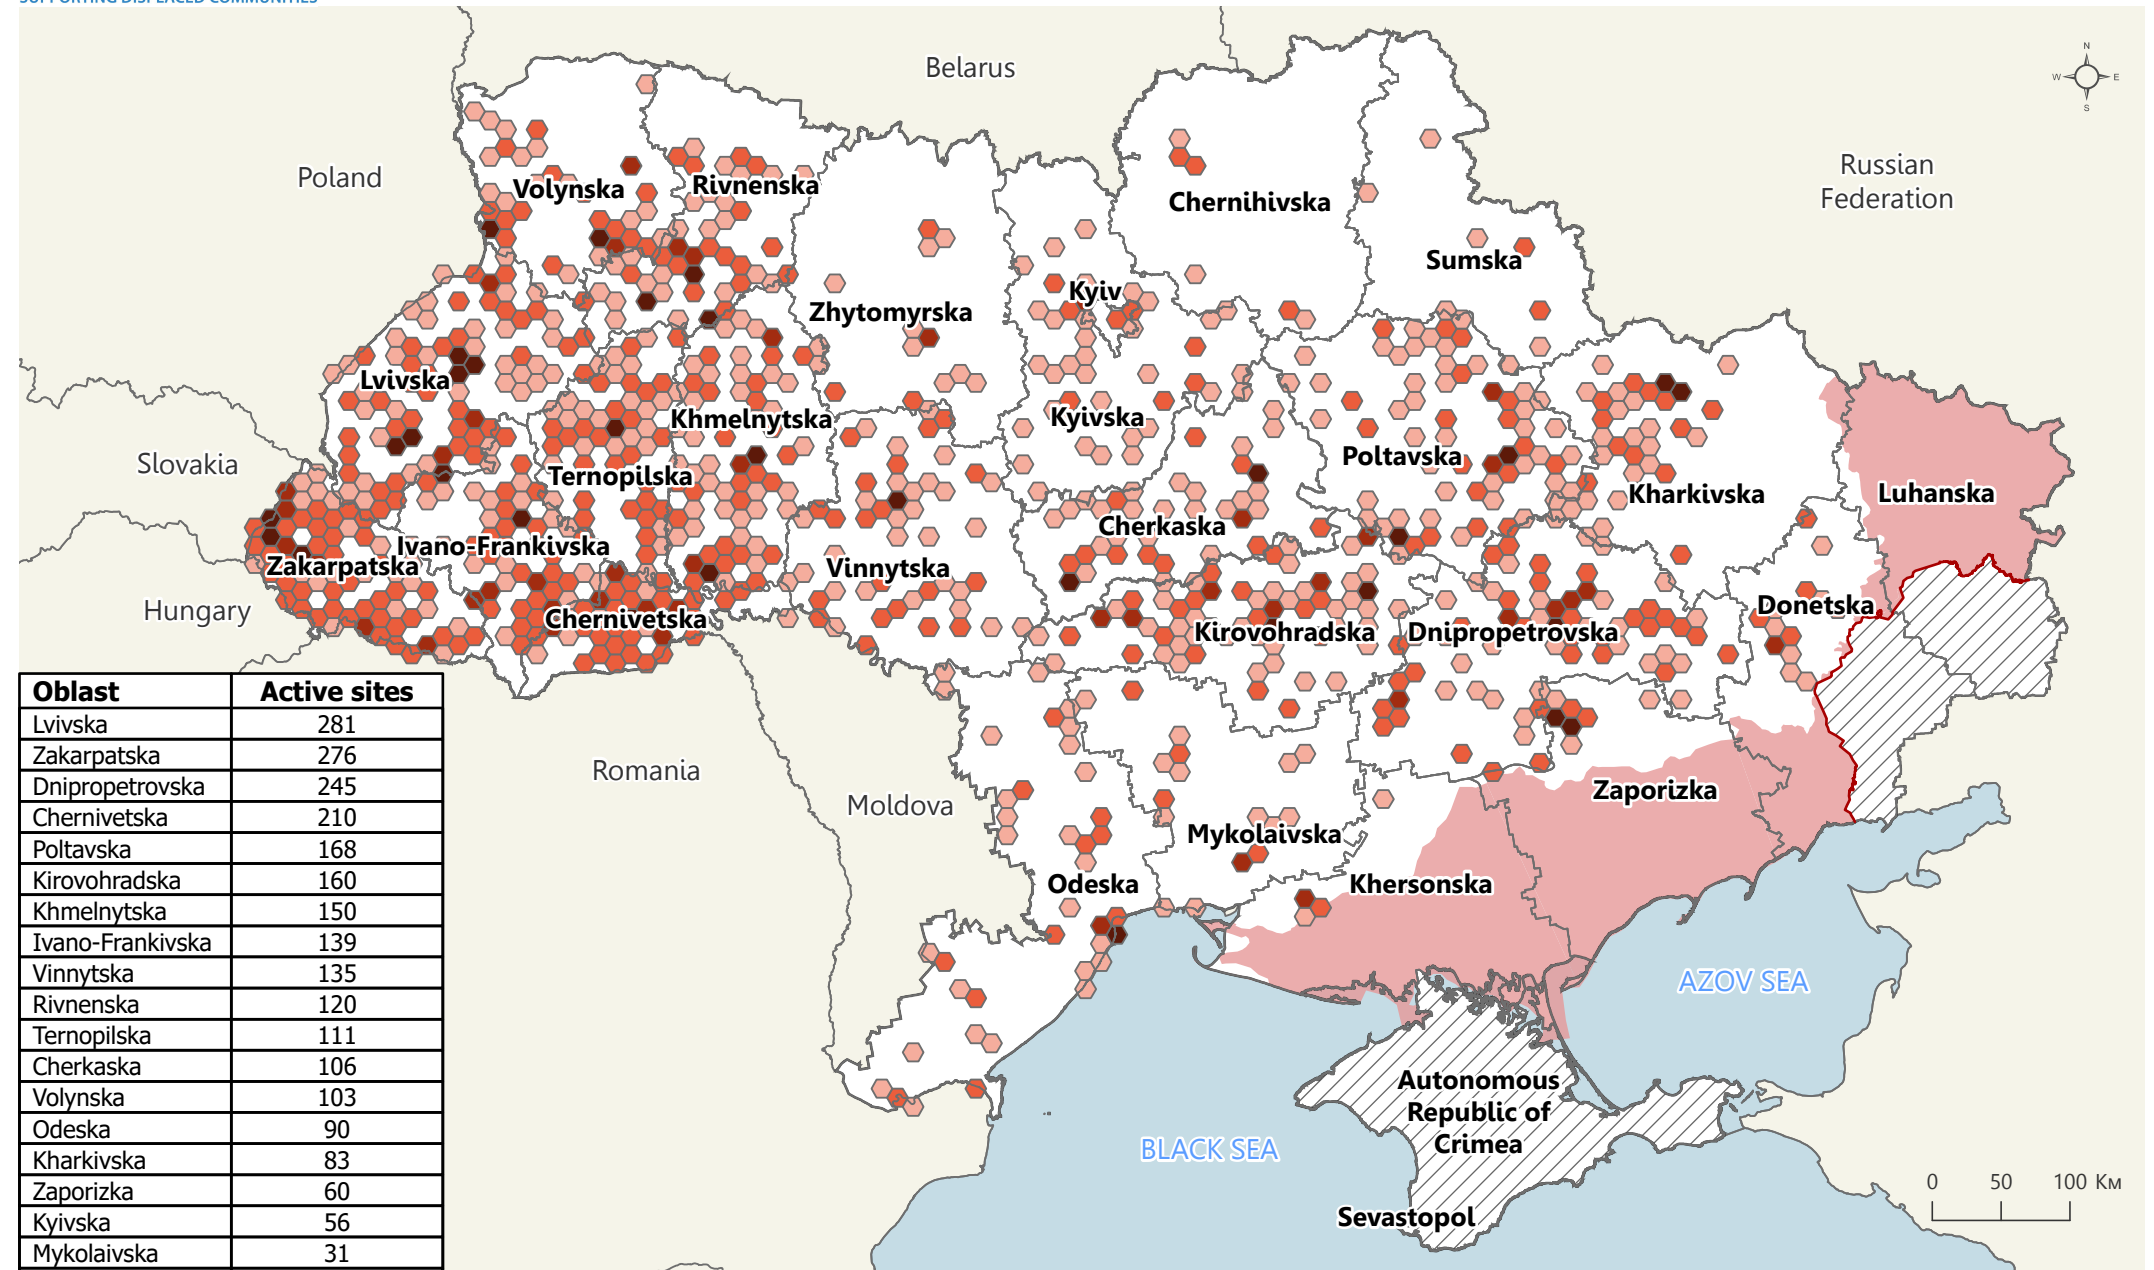 SUPPORTING DISPLACED COMMUNITIES
Belarus
N
W E
S
Poland
Russian
Federation
Volynska
Rivnenska
Chernihivska
Sumska
Kyiv
Zhytomyrska
Lvivska
Khmelnytska
Kyivska
Poltavska
Slovakia
Ternopilska
Kharkivska
Luhanska
Cherkaska
Ivano-Frankivska
Zakarpatska
Vinnytska
Hungary
Chernivetska
Kirovohradska
Dnipropetrovska
Donetska
Romania
Moldova
Zaporizka
Mykolaivska
Odeska
Khersonska
AZOV SEA
Autonomous
Republic of
Crimea
BLACK SEA
Sevastopol
0 50 100 Км
Oblast Active sites
Lvivska 281
Zakarpatska 276
Dnipropetrovska 245
Chernivetska 210
Poltavska 168
Kirovohradska 160
Khmelnytska 150
Ivano-Frankivska 139
Vinnytska 135
Rivnenska 120
Ternopilska 111
Cherkaska 106
Volynska 103
Odeska 90
Kharkivska 83
Zaporizka 60
Kyivska 56
Mykolaivska 31